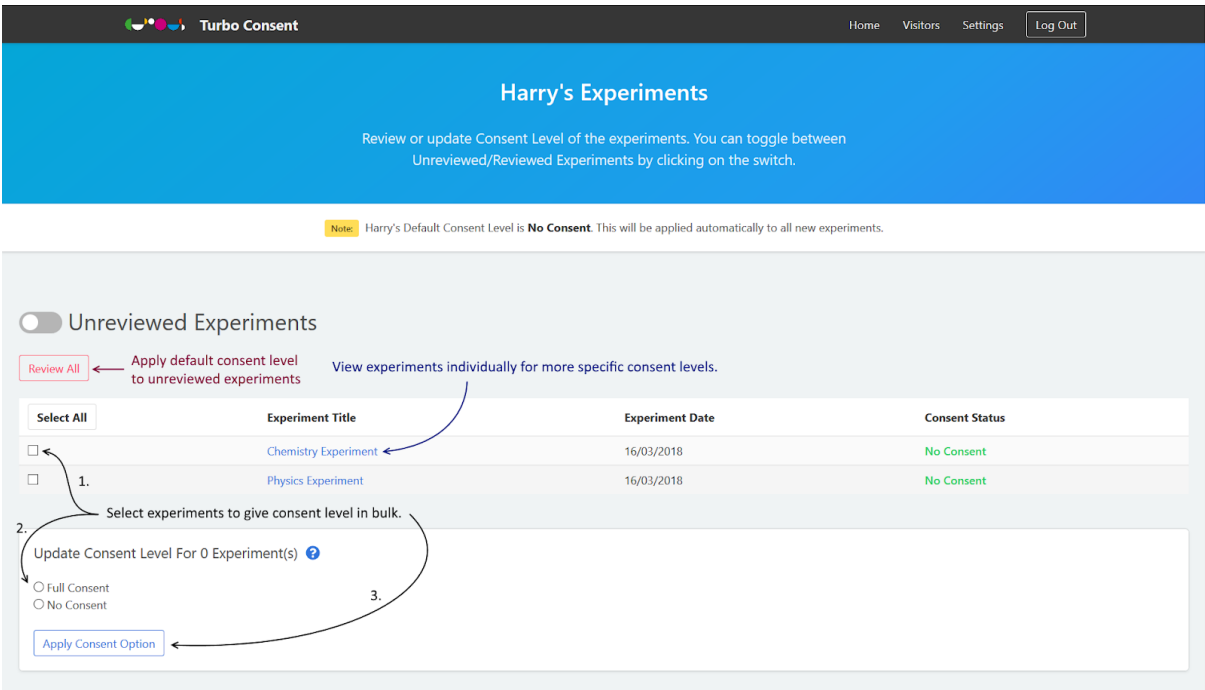 Turbo Consent
Home Visitors Settings Log Out
Harry's Experiments
Review or update Consent Level of the experiments. You can toggle between
Unreviewed/Reviewed Experiments by clicking on the switch.
Note: Harry's Default Consent Level is No Consent. This will be applied automatically to all new experiments.
Unreviewed Experiments
Review All
Apply default consent level
to unreviewed experiments
View experiments individually for more specific consent levels.
Select All Experiment Title Experiment Date Consent Status
Chemistry Experiment 16/03/2018 No Consent
Physics Experiment 16/03/2018 No Consent
1.
Select experiments to give consent level in bulk.
2.
Update Consent Level For 0 Experiment(s) ?
Full Consent
No Consent
3.
Apply Consent Option